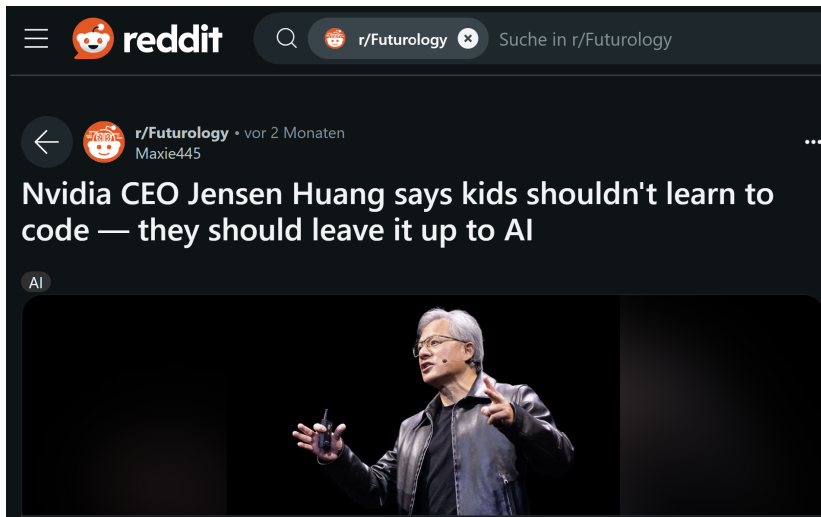 reddit
r/Futurology
Suche in r/Futurology
r/Futurology • vor 2 Monaten
Maxie445
Nvidia CEO Jensen Huang says kids shouldn't learn to
code — they should leave it up to AI
AI